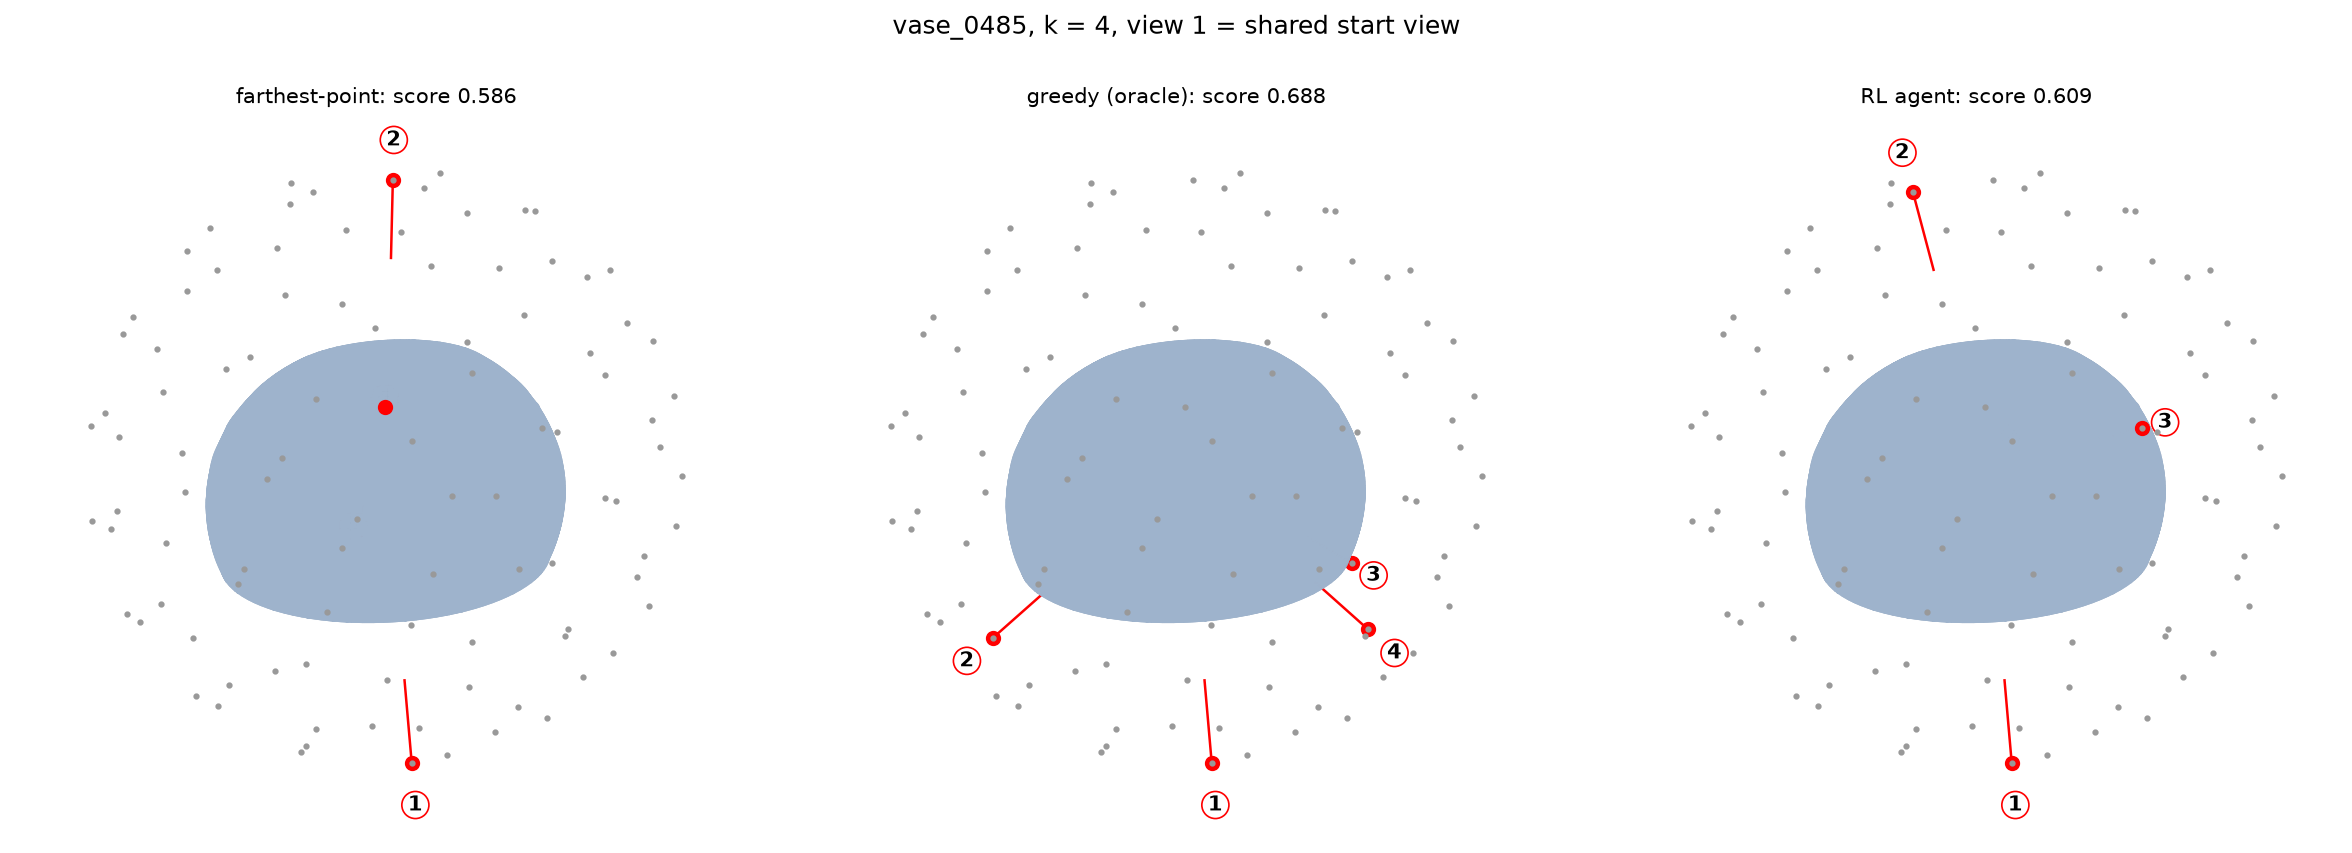 vase_0485, k = 4, view 1 = shared start view
farthest-point: score 0.586
2
1
greedy (oracle): score 0.688
3
2
4
1
RL agent: score 0.609
2
3
1